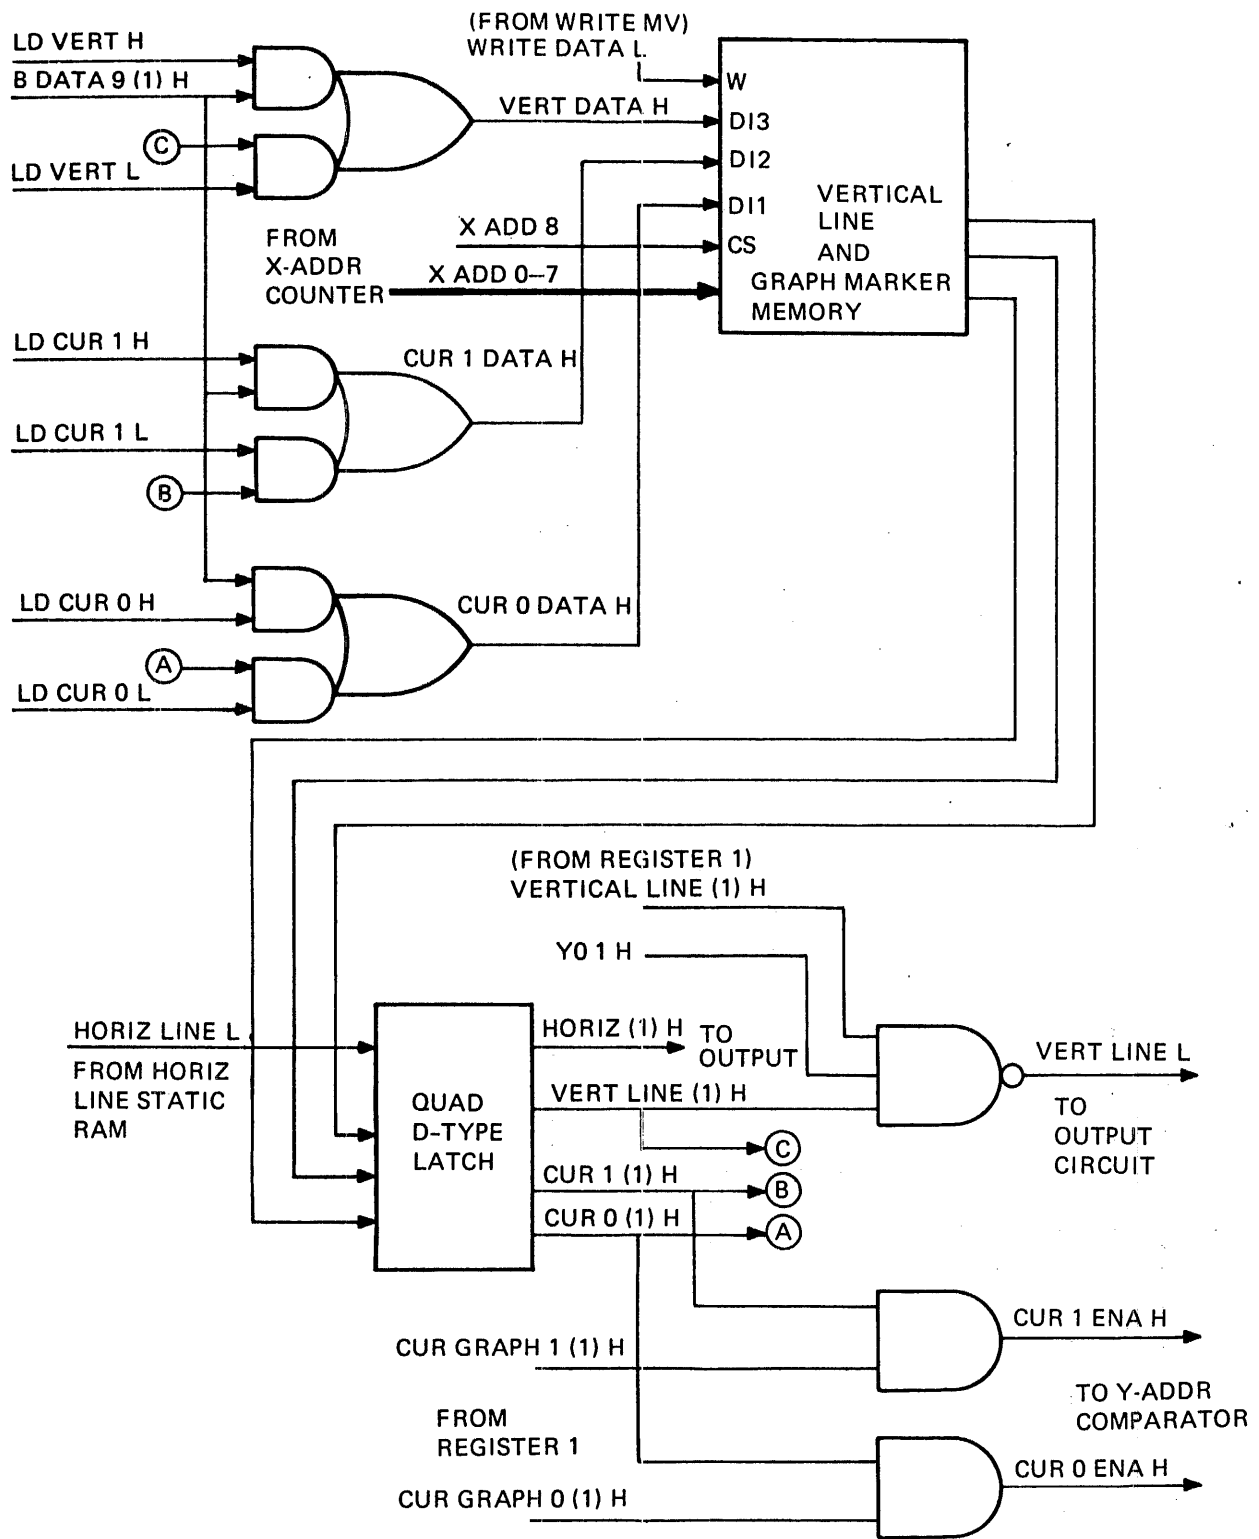 (FROM WRITE MV)
WRITE DATA L
LD VERT H
B DATA 9 (1) H
W
VERT DATA H
DI3
C
DI2
LD VERT L
DI1
VERTICAL
LINE
AND
GRAPH MARKER
MEMORY
X ADD 8
CS
FROM
X-ADDR
COUNTER
X ADD 0–7
LD CUR 1 H
CUR 1 DATA H
LD CUR 1 L
B
LD CUR 0 H
CUR 0 DATA H
A
LD CUR 0 L
(FROM REGISTER 1)
VERTICAL LINE (1) H
Y0 1 H
HORIZ LINE L
FROM HORIZ
LINE STATIC
RAM
QUAD
D-TYPE
LATCH
HORIZ (1) H
TO
OUTPUT
VERT LINE (1) H
VERT LINE L
TO
OUTPUT
CIRCUIT
C
CUR 1 (1) H
B
CUR 0 (1) H
A
CUR 1 ENA H
CUR GRAPH 1 (1) H
TO Y-ADDR
COMPARATOR
FROM
REGISTER 1
CUR 0 ENA H
CUR GRAPH 0 (1) H